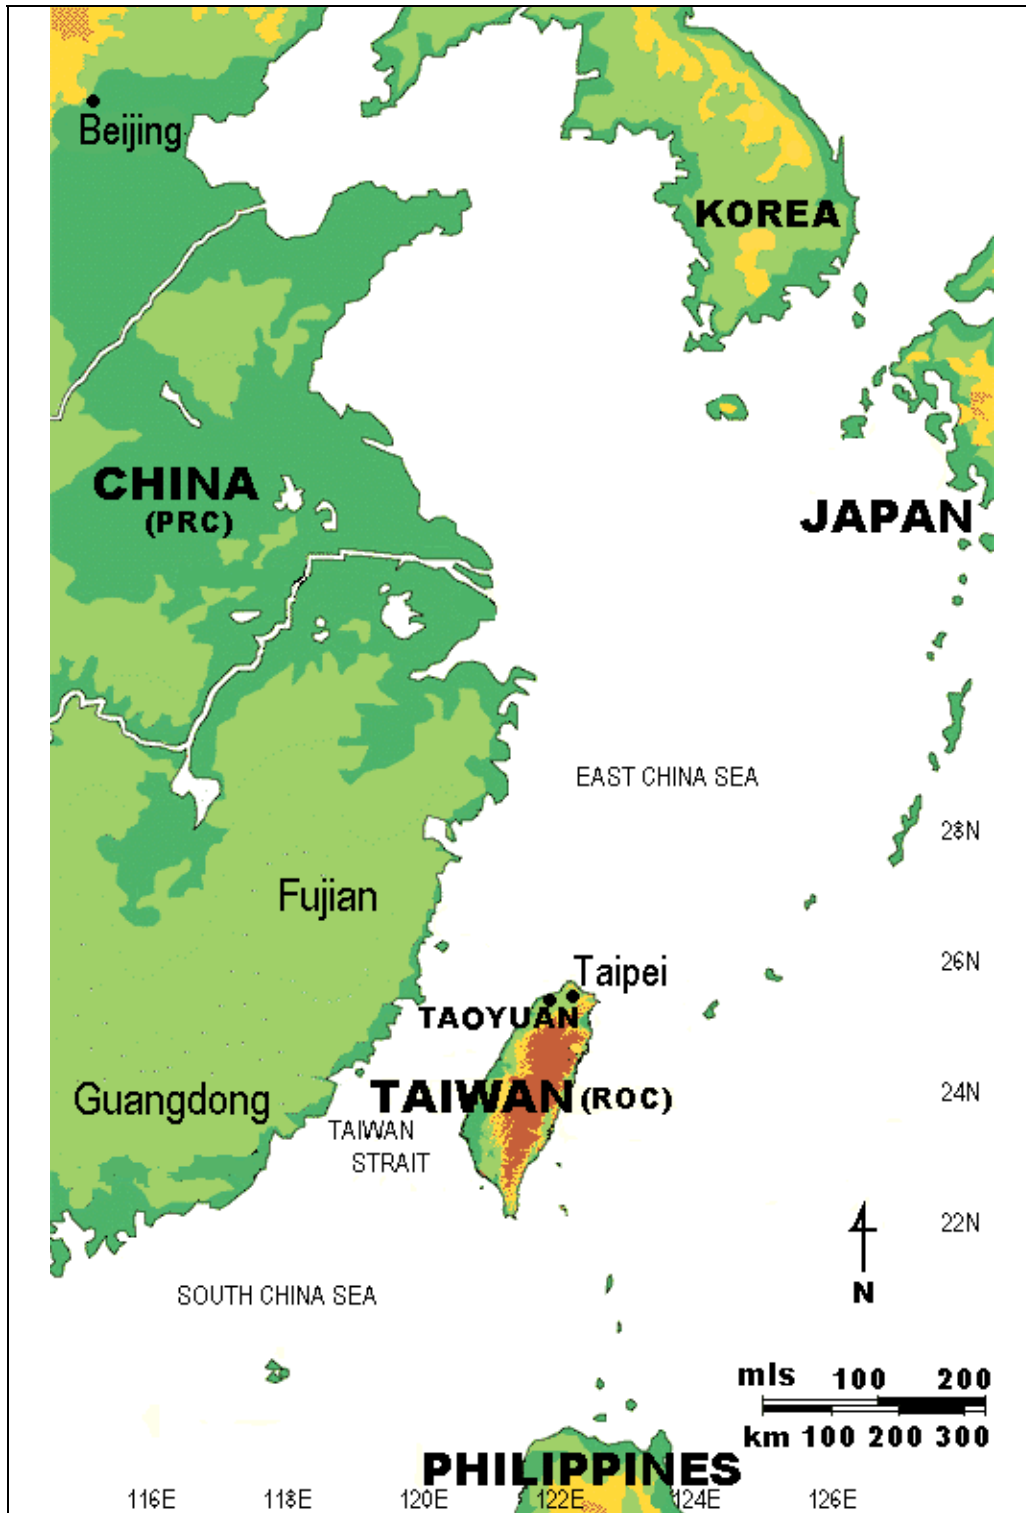 Beijing
KOREA
CHINA
(PRC)
JAPAN
EAST CHINA SEA
28N
Fujian
26N
Taipei
TAOYUAN
Guangdong
TAIWAN (ROC)
24N
TAIWAN
STRAIT
22N
N
SOUTH CHINA SEA
mls 100 200
km 100 200 300
PHILIPPINES
116E 118E 120E 122E 124E 126E